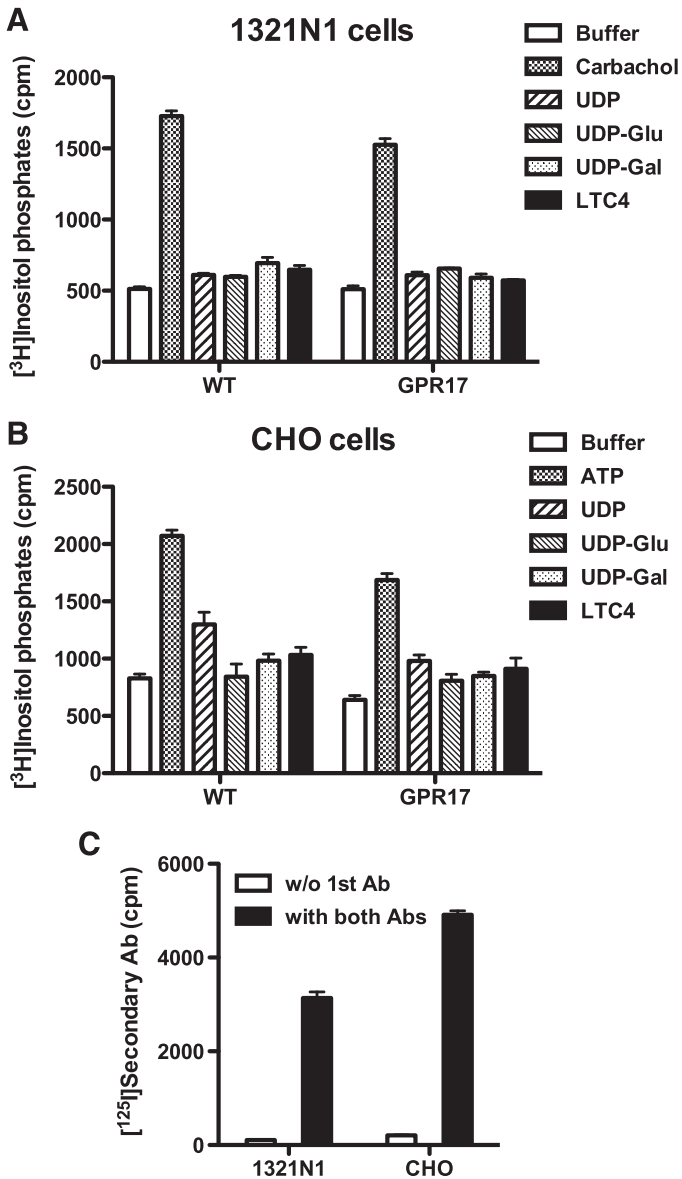 A
1321N1 cells
[³H]Inositol phosphates (cpm)
2000
1500
1000
500
0
WT
GPR17
Buffer
Carbachol
UDP
UDP-Glu
UDP-Gal
LTC4
B
CHO cells
[³H]Inositol phosphates (cpm)
2500
2000
1500
1000
500
0
WT
GPR17
Buffer
ATP
UDP
UDP-Glu
UDP-Gal
LTC4
C
[¹²⁵I]Secondary Ab (cpm)
6000
4000
2000
0
w/o 1st Ab
with both Abs
1321N1
CHO